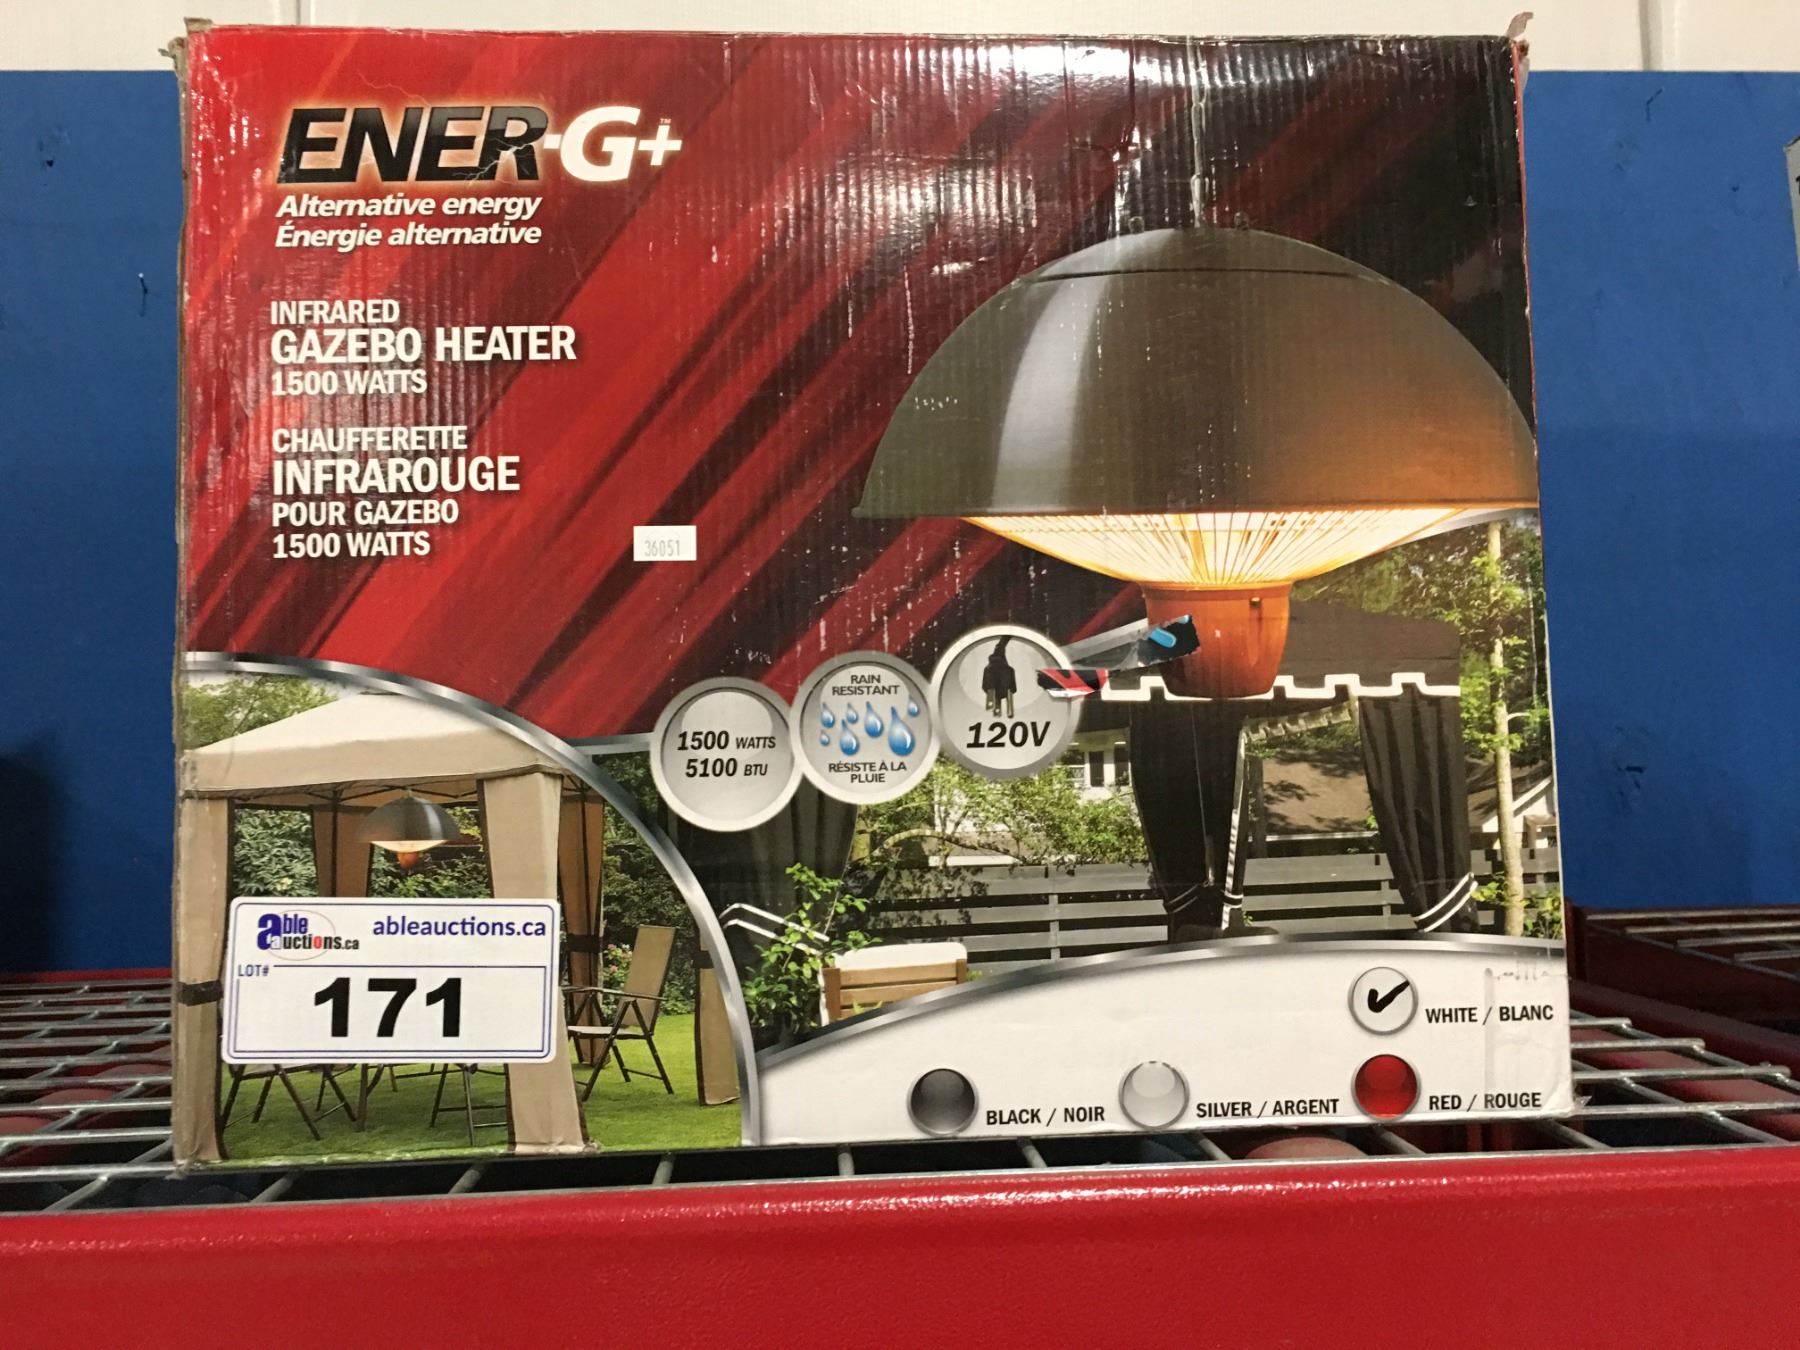 ENER-G+™
Alternative energy
Énergie alternative
INFRARED
GAZEBO HEATER
1500 WATTS
CHAUFFERETTE
INFRAROUGE
POUR GAZEBO
1500 WATTS
36051
1500 WATTS
5100 BTU
RAIN
RESISTANT
RÉSISTE À LA
PLUIE
120V
able auctions.ca
ableauctions.ca
LOT#
171
WHITE / BLANC
BLACK / NOIR
SILVER / ARGENT
RED / ROUGE